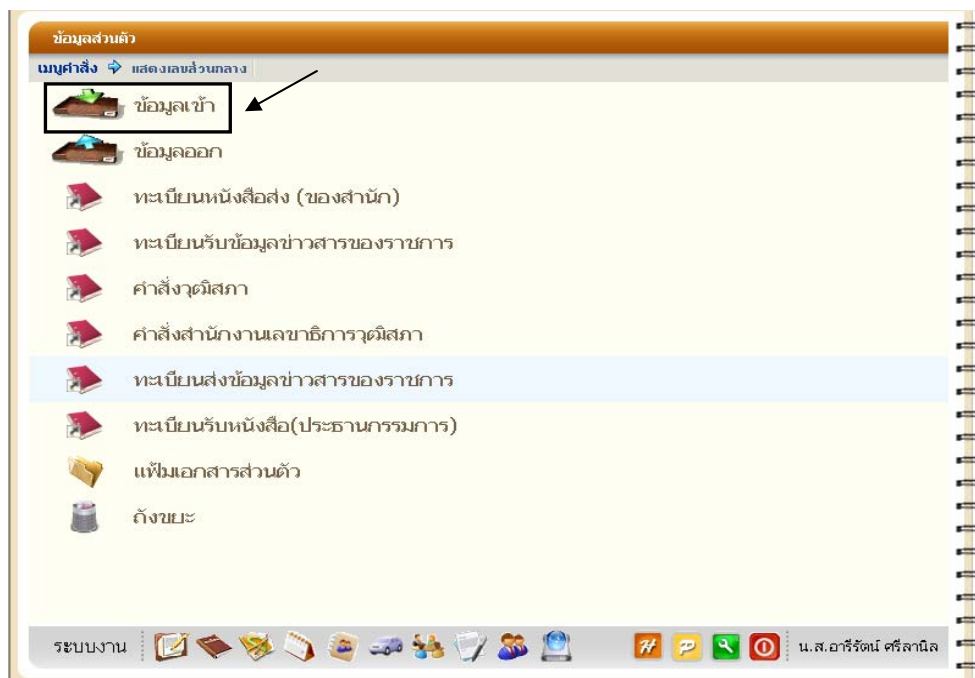 ข้อมูลส่วนตัว
เมนูคำสั่ง แสดงเลขส่วนกลาง
ข้อมูลเข้า
ข้อมูลออก
ทะเบียนหนังสือส่ง (ของสำนัก)
ทะเบียนรับข้อมูลข่าวสารของราชการ
คำสั่งวุฒิสภา
คำสั่งสำนักงานเลขาธิการวุฒิสภา
ทะเบียนส่งข้อมูลข่าวสารของราชการ
ทะเบียนรับหนังสือ(ประธานกรรมการ)
แฟ้มเอกสารส่วนตัว
ถังขยะ
ระบบงาน H P น.ส.อารีรัตน์ ศรีลานิล